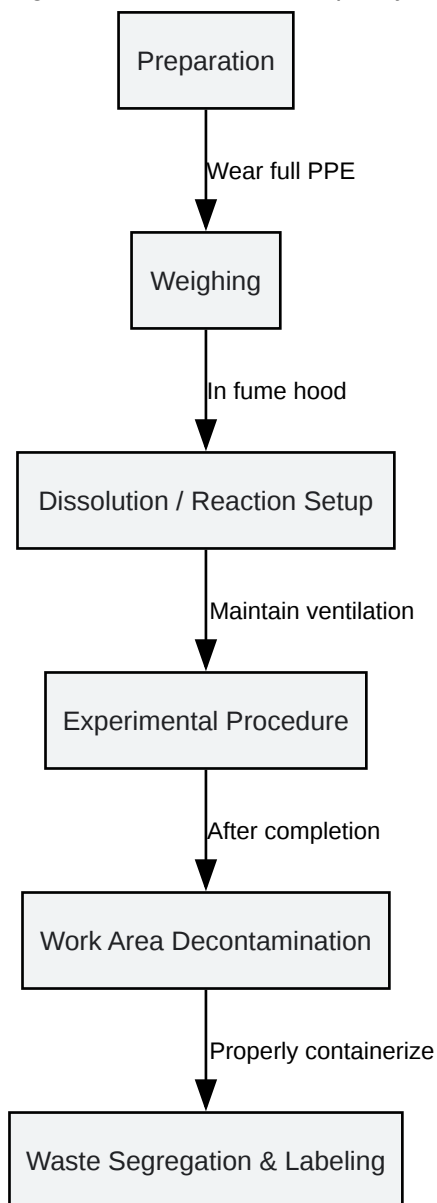 Preparation
Wear full PPE
Weighing
In fume hood
Dissolution / Reaction Setup
Maintain ventilation
Experimental Procedure
After completion
Work Area Decontamination
Properly containerize
Waste Segregation & Labeling